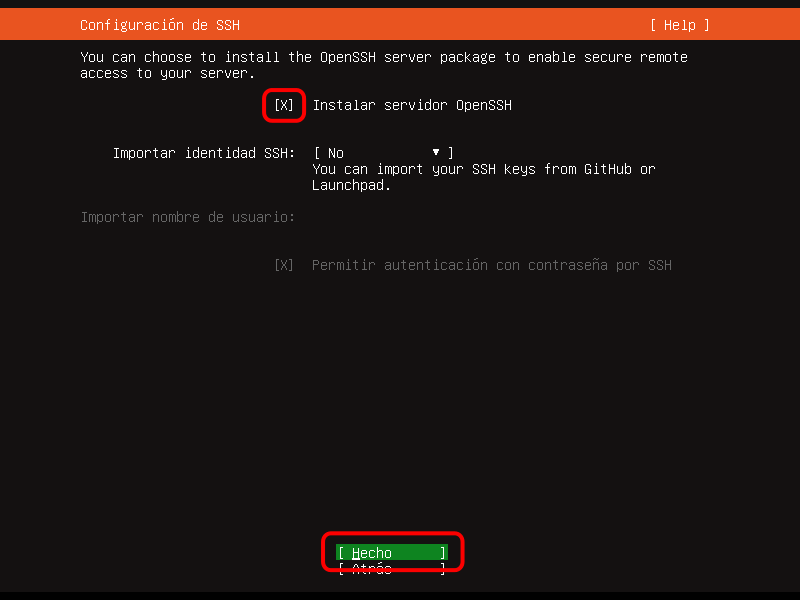 Configuración de SSH [ Help ]
You can choose to install the OpenSSH server package to enable secure remote
access to your server.
[X] Instalar servidor OpenSSH
Importar identidad SSH: [ No ▼ ]
You can import your SSH keys from GitHub or
Launchpad.
Importar nombre de usuario:
[X] Permitir autenticación con contraseña por SSH
[ Hecho ]
[ Atrás ]